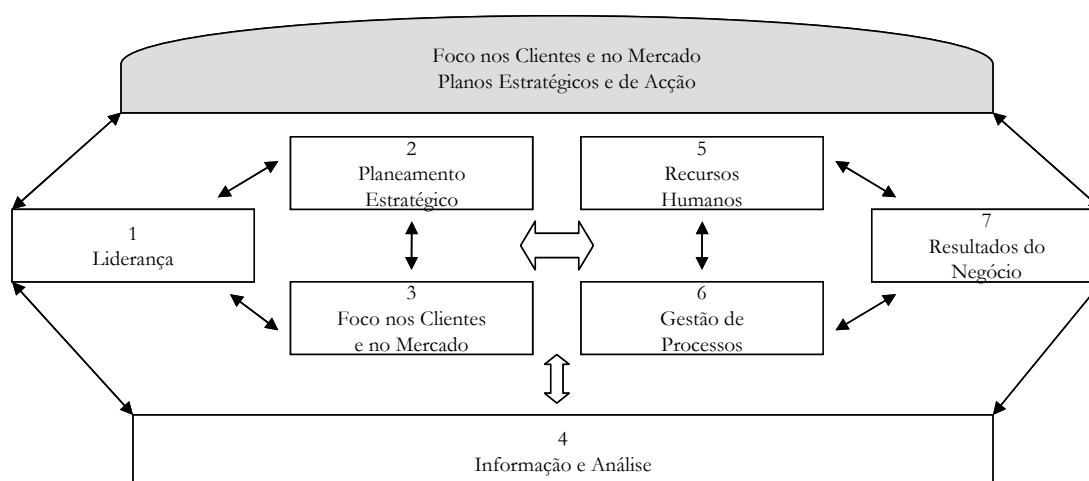 Foco nos Clientes e no Mercado
Planos Estratégicos e de Acção
2
Planeamento
Estratégico
5
Recursos
Humanos
1
Liderança
7
Resultados do
Negócio
3
Foco nos Clientes
e no Mercado
6
Gestão de
Processos
4
Informação e Análise